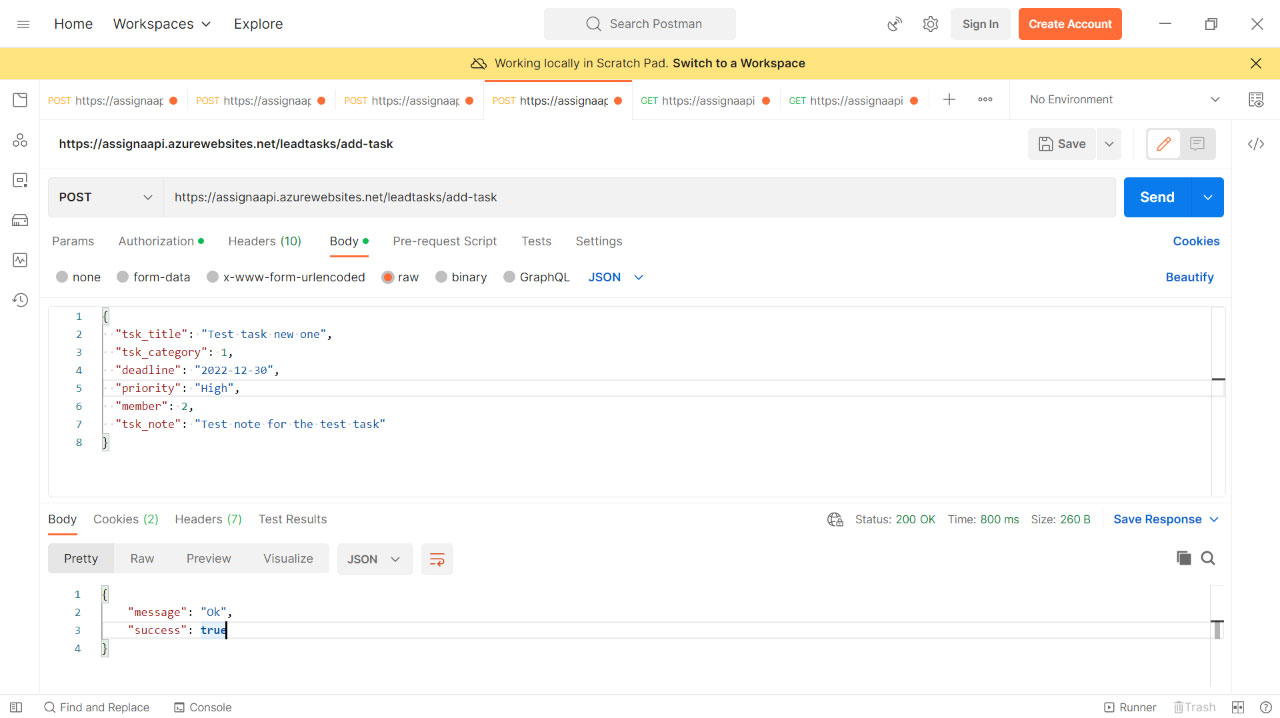 Home Workspaces Explore Search Postman Sign In Create Account
Working locally in Scratch Pad. Switch to a Workspace
POST https://assignaap POST https://assignaap POST https://assignaap POST https://assignaap GET https://assignaapi GET https://assignaapi No Environment
https://assignaapi.azurewebsites.net/leadtasks/add-task Save
POST https://assignaapi.azurewebsites.net/leadtasks/add-task Send
Params Authorization Headers (10) Body Pre-request Script Tests Settings Cookies
none form-data x-www-form-urlencoded raw binary GraphQL JSON Beautify
1 {
2 "tsk_title": "Test task new one",
3 "tsk_category": 1,
4 "deadline": "2022-12-30",
5 "priority": "High",
6 "member": 2,
7 "tsk_note": "Test note for the test task"
8 }
Body Cookies (2) Headers (7) Test Results Status: 200 OK Time: 800 ms Size: 260 B Save Response
Pretty Raw Preview Visualize JSON
1 {
2 "message": "Ok",
3 "success": true
4 }
Find and Replace Console Runner Trash